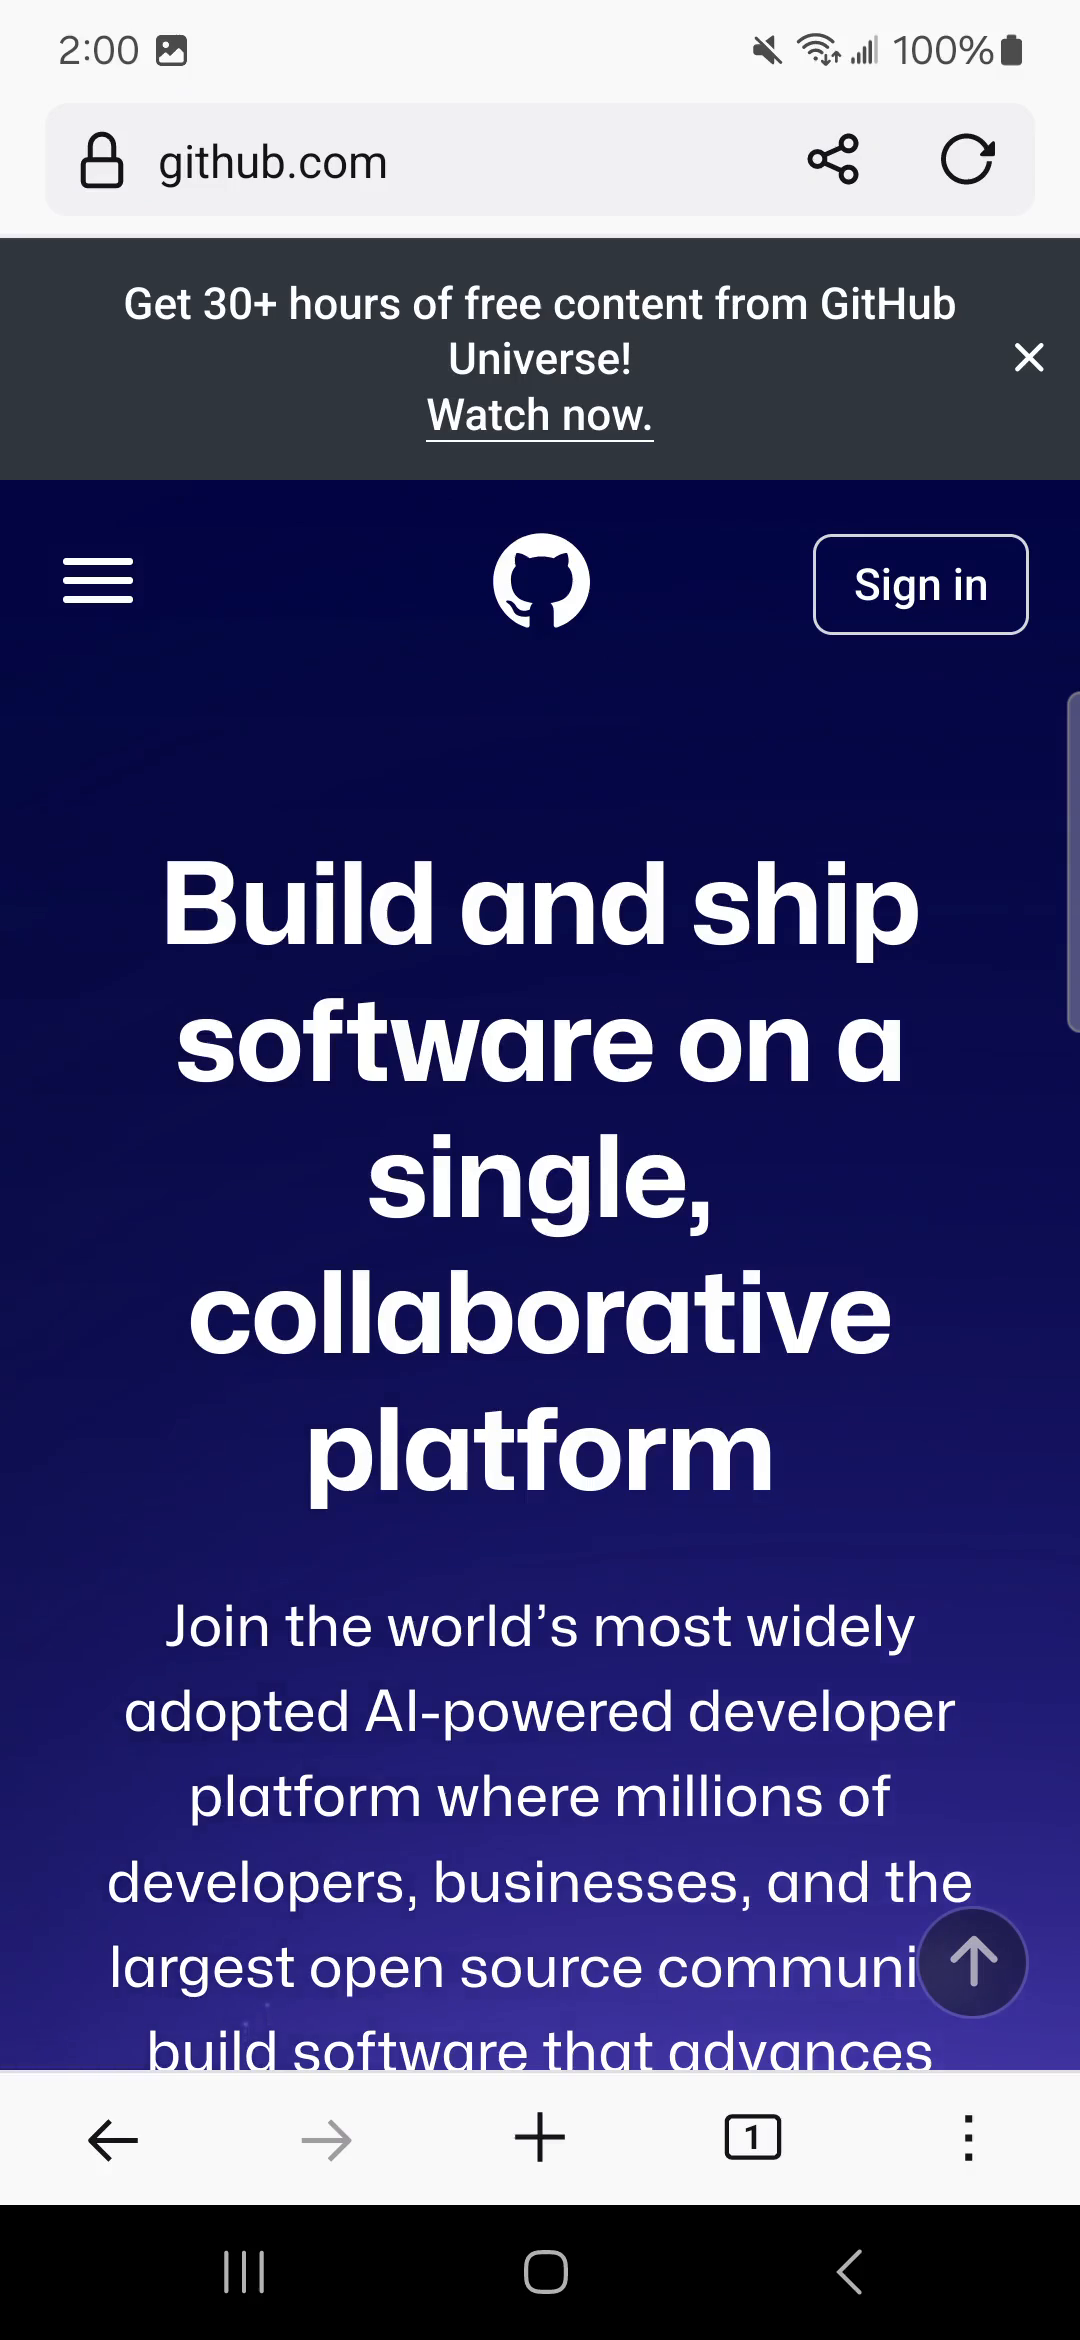 2:00
100%
github.com
Get 30+ hours of free content from GitHub
Universe!
Watch now.
Sign in
Build and ship
software on a
single,
collaborative
platform
Join the world’s most widely
adopted AI-powered developer
platform where millions of
developers, businesses, and the
largest open source communi
build software that advances
1